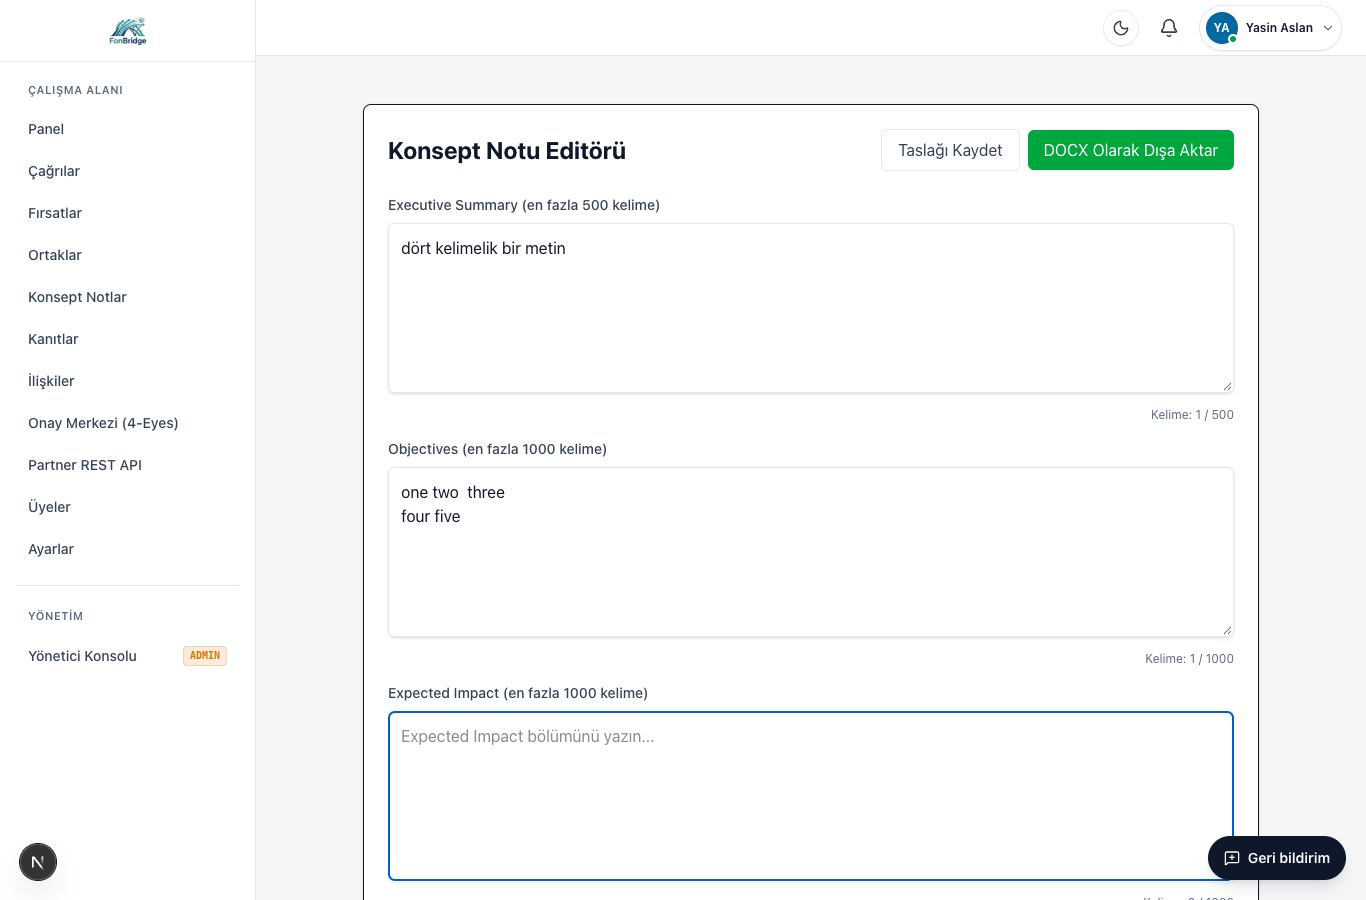 FonBridge
YA
Yasin Aslan
ÇALIŞMA ALANI
Panel
Çağrılar
Fırsatlar
Ortaklar
Konsept Notlar
Kanıtlar
İlişkiler
Onay Merkezi (4-Eyes)
Partner REST API
Üyeler
Ayarlar
YÖNETİM
Yönetici Konsolu
ADMIN
N
Konsept Notu Editörü
Taslağı Kaydet
DOCX Olarak Dışa Aktar
Executive Summary (en fazla 500 kelime)
dört kelimelik bir metin
Kelime: 1 / 500
Objectives (en fazla 1000 kelime)
one two  three
four five
Kelime: 1 / 1000
Expected Impact (en fazla 1000 kelime)
Expected Impact bölümünü yazın...
Geri bildirim